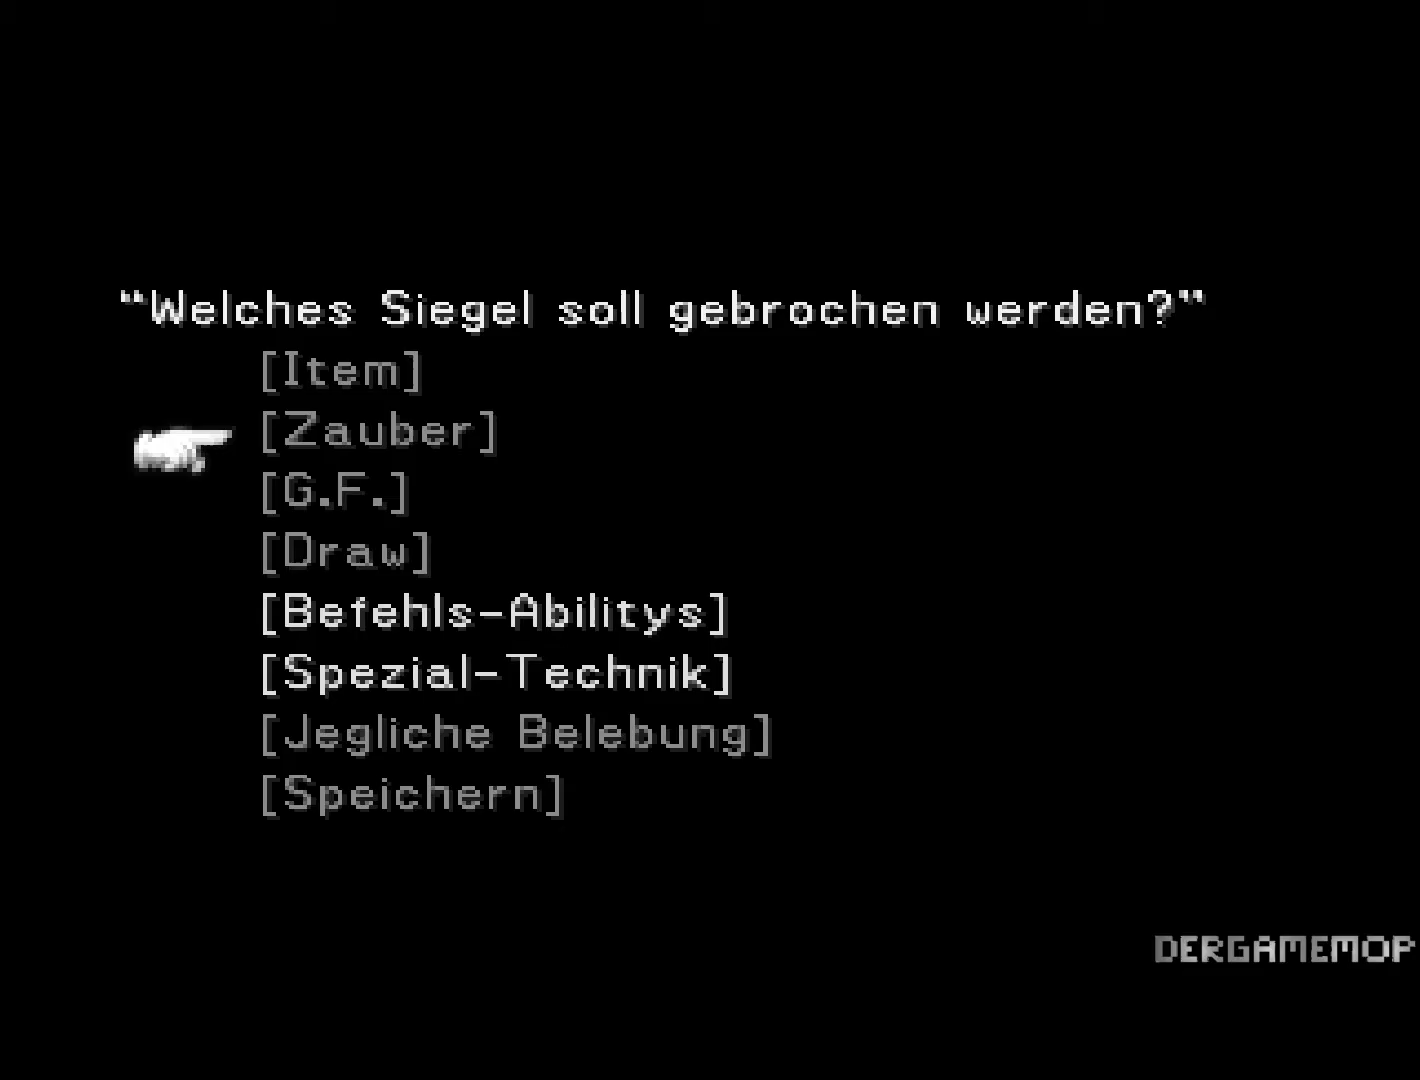 “Welches Siegel soll gebrochen werden?”
[Item]
[Zauber]
[G.F.]
[Draw]
[Befehls-Abilitys]
[Spezial-Technik]
[Jegliche Belebung]
[Speichern]
DERGAMEMOP